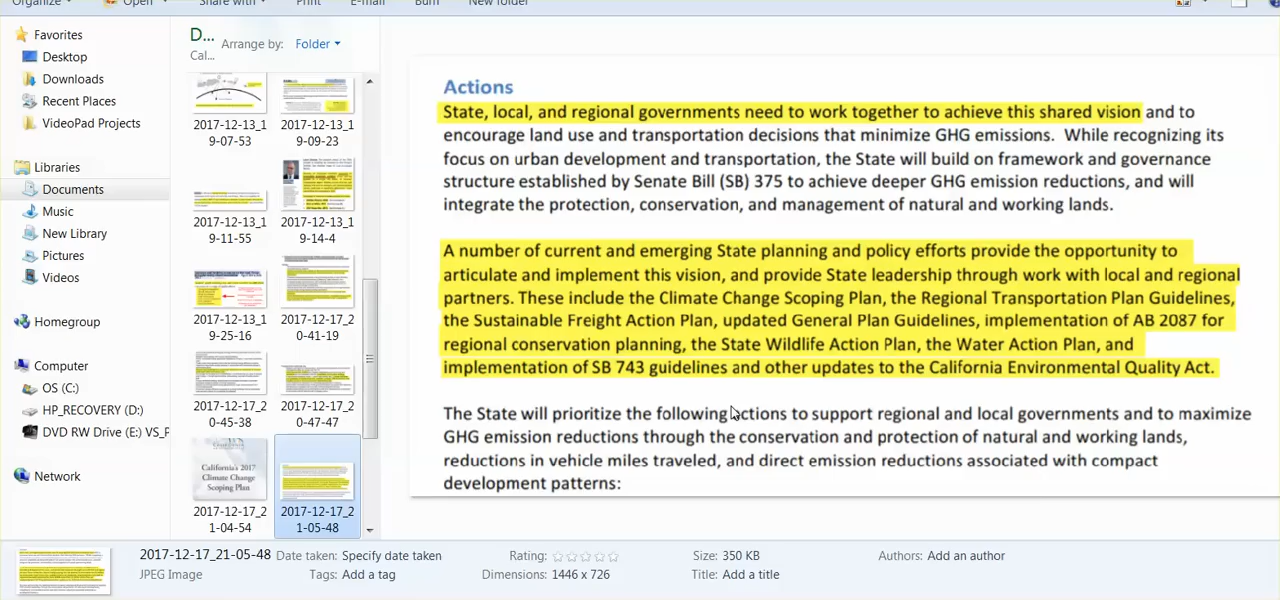 Organize
Open
Share with
Print
E-mail
Burn
New folder
Favorites
Desktop
Downloads
Recent Places
VideoPad Projects
Libraries
Documents
Music
New Library
Pictures
Videos
Homegroup
Computer
OS (C:)
HP_RECOVERY (D:)
DVD RW Drive (E:) VS_P
Network
D...
Cal...
Arrange by: Folder
2017-12-13_1
9-07-53
2017-12-13_1
9-09-23
2017-12-13_1
9-11-55
2017-12-13_1
9-14-4
2017-12-13_1
9-25-16
2017-12-17_2
0-41-19
2017-12-17_2
0-45-38
2017-12-17_2
0-47-47
California's 2017
Climate Change
Scoping Plan
2017-12-17_2
1-04-54
2017-12-17_2
1-05-48
Actions
State, local, and regional governments need to work together to achieve this shared vision and to
encourage land use and transportation decisions that minimize GHG emissions. While recognizing its
focus on urban development and transportation, the State will build on framework and governance
structure established by Senate Bill (SB) 375 to achieve deeper GHG emission reductions, and will
integrate the protection, conservation, and management of natural and working lands.
A number of current and emerging State planning and policy efforts provide the opportunity to
articulate and implement this vision, and provide State leadership through work with local and regional
partners. These include the Climate Change Scoping Plan, the Regional Transportation Plan Guidelines,
the Sustainable Freight Action Plan, updated General Plan Guidelines, implementation of AB 2087 for
regional conservation planning, the State Wildlife Action Plan, the Water Action Plan, and
implementation of SB 743 guidelines and other updates to the California Environmental Quality Act.
The State will prioritize the following actions to support regional and local governments and to maximize
GHG emission reductions through the conservation and protection of natural and working lands,
reductions in vehicle miles traveled, and direct emission reductions associated with compact
development patterns:
2017-12-17_21-05-48
JPEG Image
Date taken: Specify date taken
Tags: Add a tag
Rating:
Dimensions: 1446 x 726
Size: 350 KB
Title: Add a title
Authors: Add an author